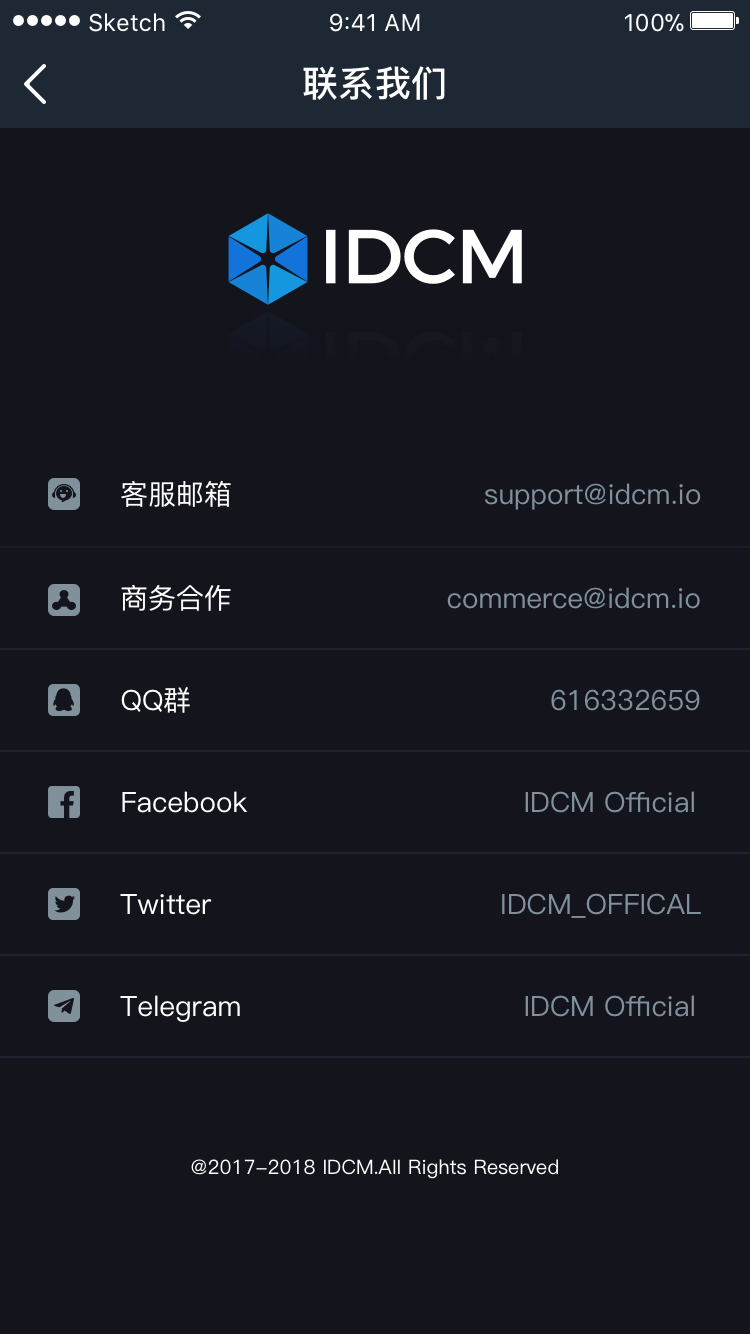 Sketch 9:41 AM 100%
联系我们
IDCM
客服邮箱 support@idcm.io
商务合作 commerce@idcm.io
QQ群 616332659
Facebook IDCM Official
Twitter IDCM_OFFICAL
Telegram IDCM Official
@2017-2018 IDCM.All Rights Reserved